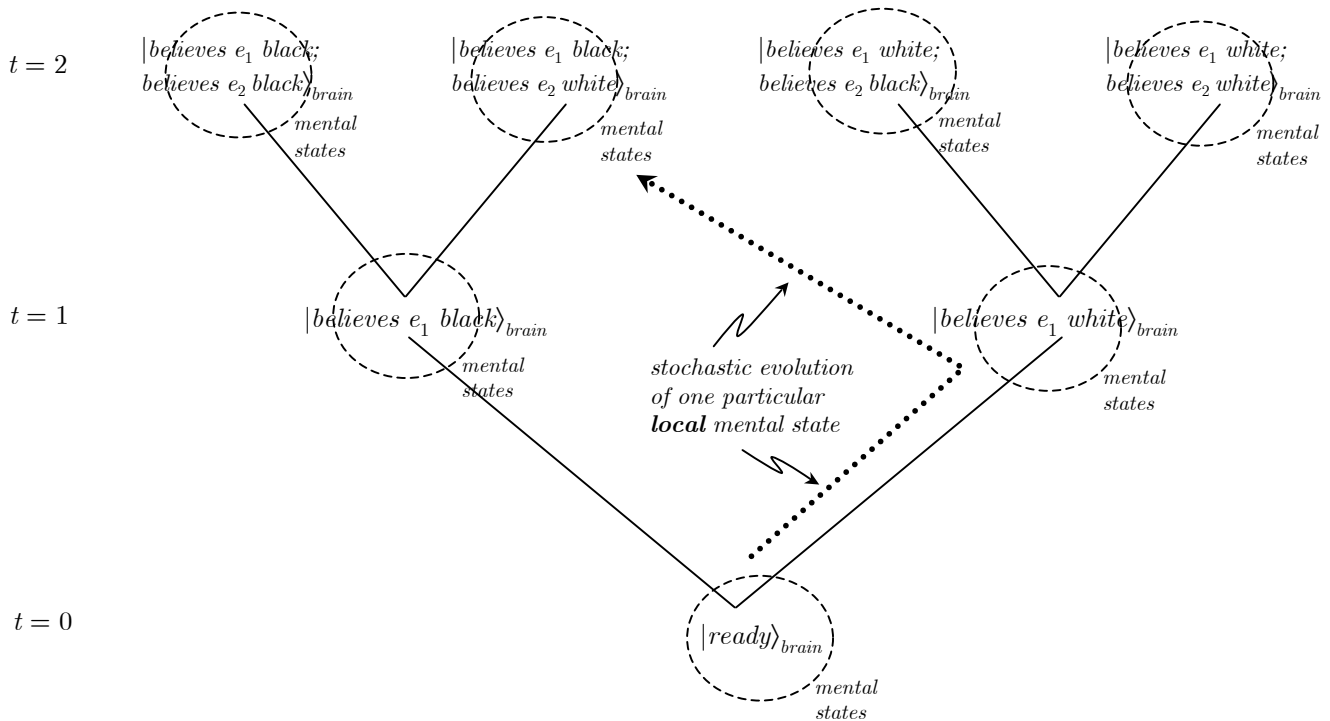 t = 2
|believes e₁ black;
believes e₂ black⟩brain
mental
states
|believes e₁ black;
believes e₂ white⟩brain
mental
states
|believes e₁ white;
believes e₂ black⟩brain
mental
states
|believes e₁ white;
believes e₂ white⟩brain
mental
states
t = 1
|believes e₁ black⟩brain
mental
states
|believes e₁ white⟩brain
mental
states
stochastic evolution
of one particular
local mental state
t = 0
|ready⟩brain
mental
states